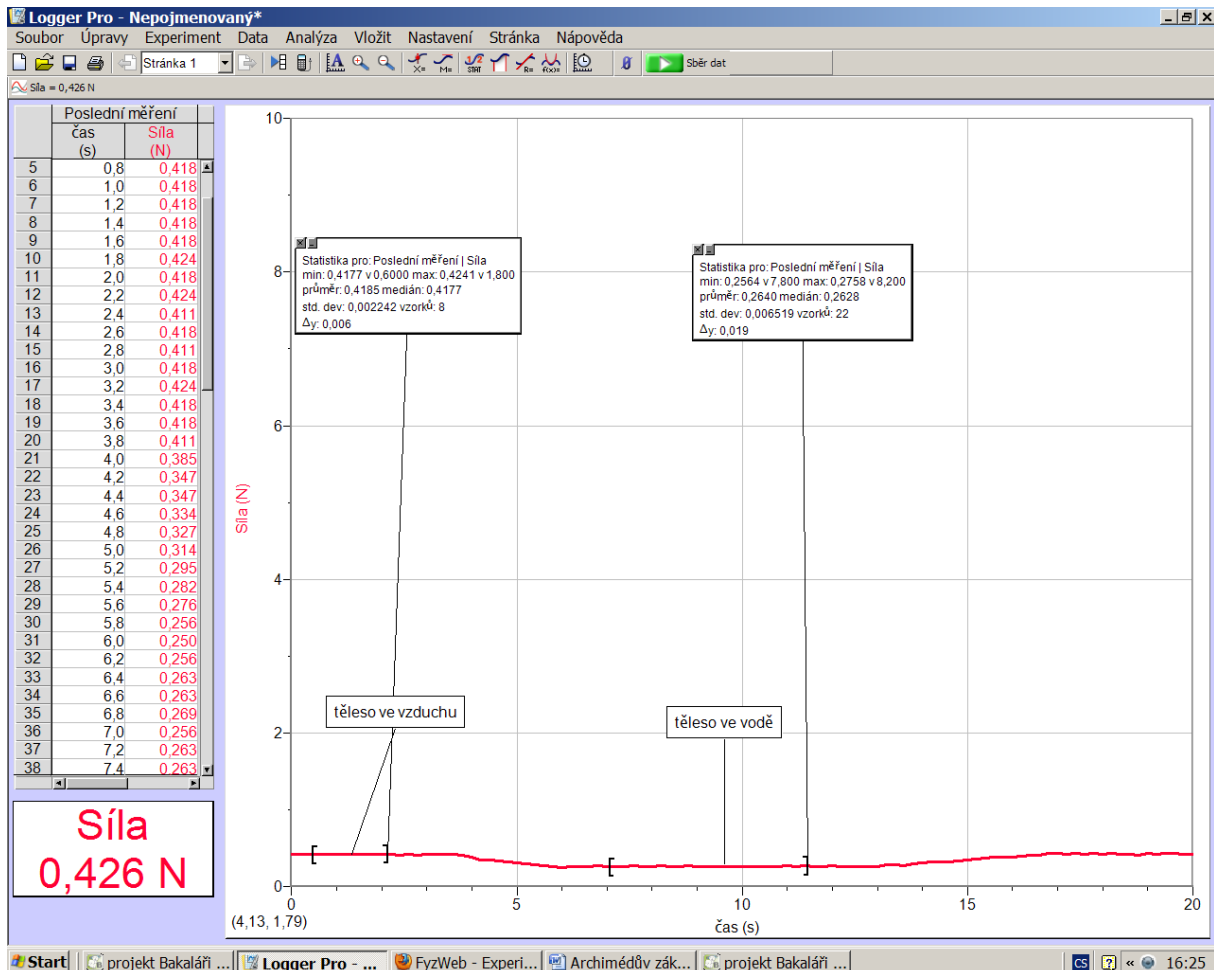 Logger Pro - Nepojmenovaný*
Soubor Úpravy Experiment Data Analýza Vložit Nastavení Stránka Nápověda
Stránka 1
Sběr dat
Síla = 0,426 N
Poslední měření
čas Síla
(s) (N)
5 0,8 0,418
6 1,0 0,418
7 1,2 0,418
8 1,4 0,418
9 1,6 0,418
10 1,8 0,424
11 2,0 0,418
12 2,2 0,424
13 2,4 0,411
14 2,6 0,418
15 2,8 0,411
16 3,0 0,418
17 3,2 0,424
18 3,4 0,418
19 3,6 0,418
20 3,8 0,411
21 4,0 0,385
22 4,2 0,347
23 4,4 0,347
24 4,6 0,334
25 4,8 0,327
26 5,0 0,314
27 5,2 0,295
28 5,4 0,282
29 5,6 0,276
30 5,8 0,256
31 6,0 0,250
32 6,2 0,256
33 6,4 0,263
34 6,6 0,263
35 6,8 0,269
36 7,0 0,256
37 7,2 0,263
38 7,4 0,263
Síla
0,426 N
10
8
6
4
2
0
Síla (N)
Statistika pro: Poslední měření | Síla
min: 0,4177 v 0,6000 max: 0,4241 v 1,800
průměr: 0,4185 medián: 0,4177
std. dev: 0,002242 vzorků: 8
Δy: 0,006
Statistika pro: Poslední měření | Síla
min: 0,2564 v 7,800 max: 0,2758 v 8,200
průměr: 0,2640 medián: 0,2628
std. dev: 0,006519 vzorků: 22
Δy: 0,019
těleso ve vzduchu
těleso ve vodě
0 5 10 15 20
(4,13, 1,79)
čas (s)
Start projekt Bakaláři ... Logger Pro - ... FyzWeb - Experi... Archimédův zák... projekt Bakaláři ... CS ? « 16:25